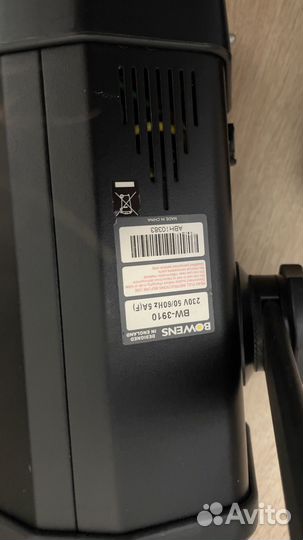 DESIGNED
IN ENGLAND
BOWENS
BW-3910
230V 50/60Hz 5A(F)
ABH10383
MADE IN CHINA
Avito